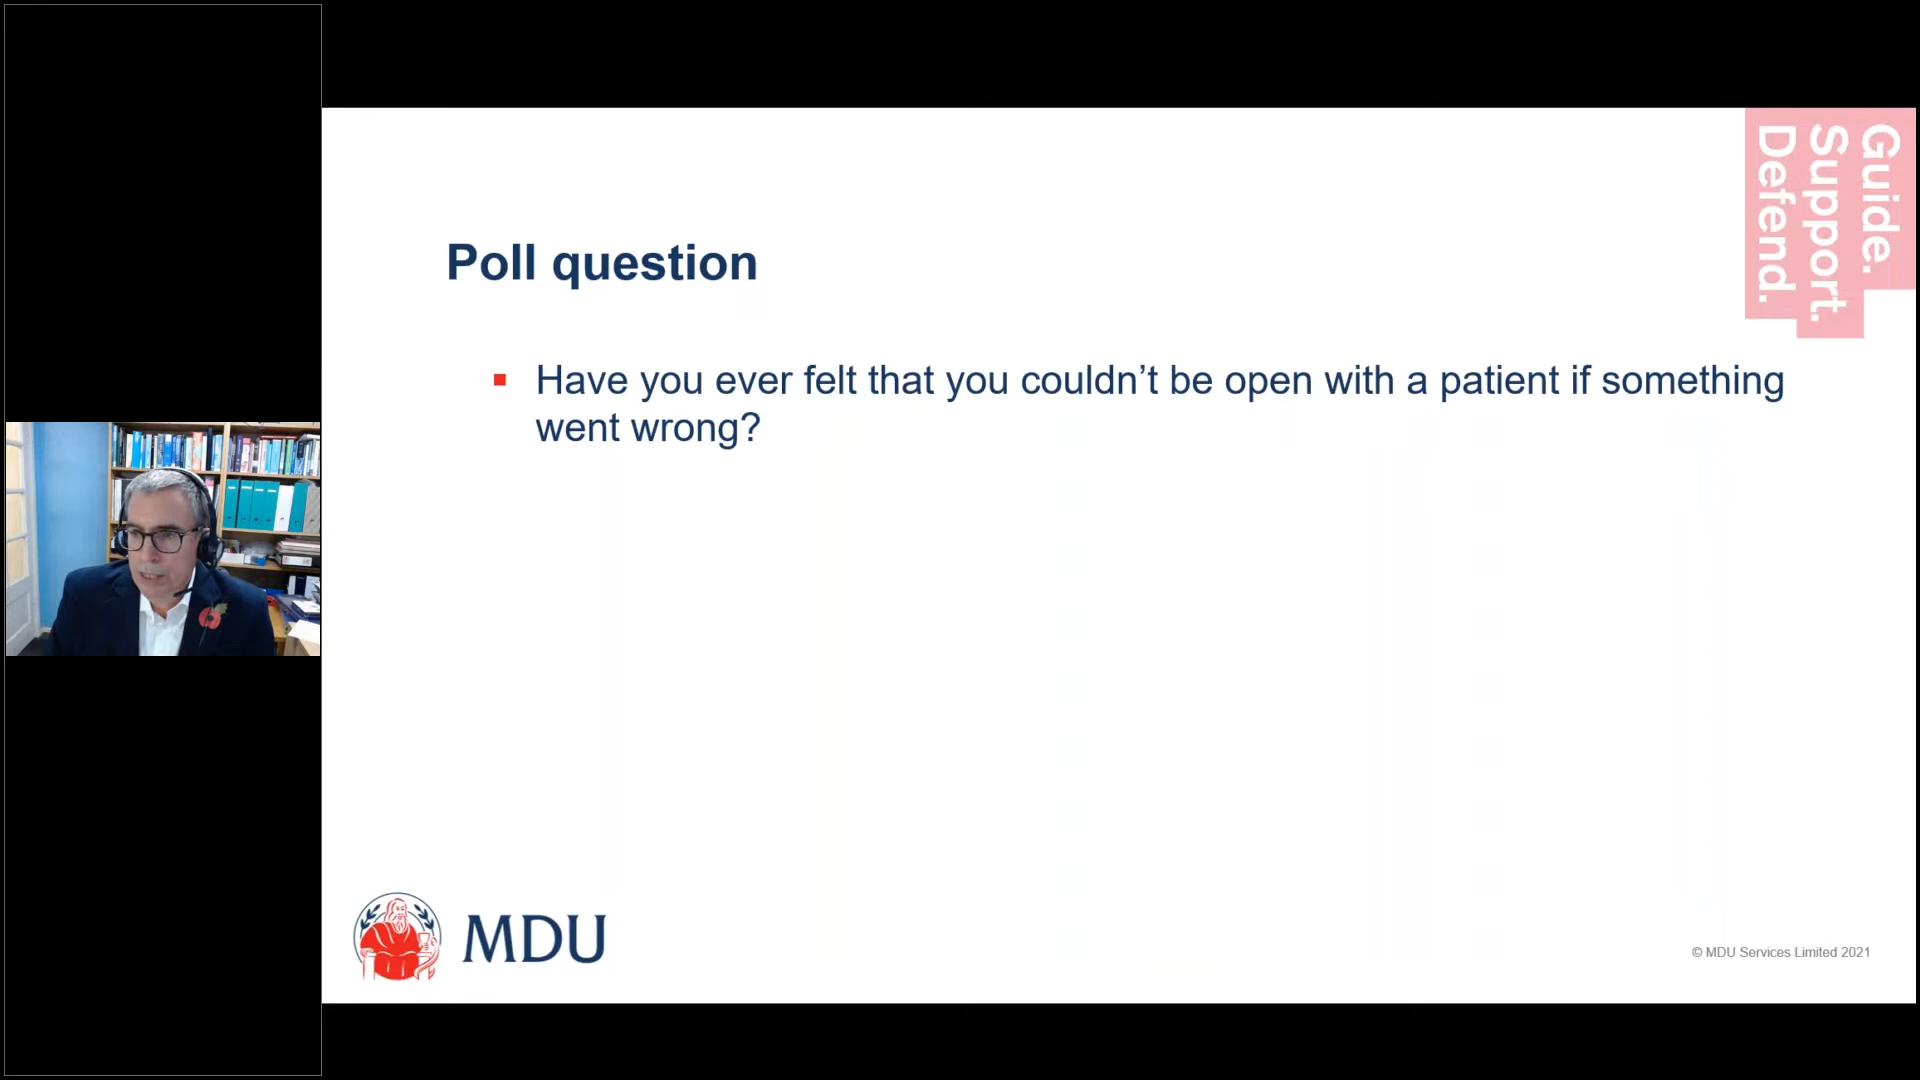 Guide.
Support.
Defend.
Poll question
Have you ever felt that you couldn’t be open with a patient if something
went wrong?
MDU
© MDU Services Limited 2021